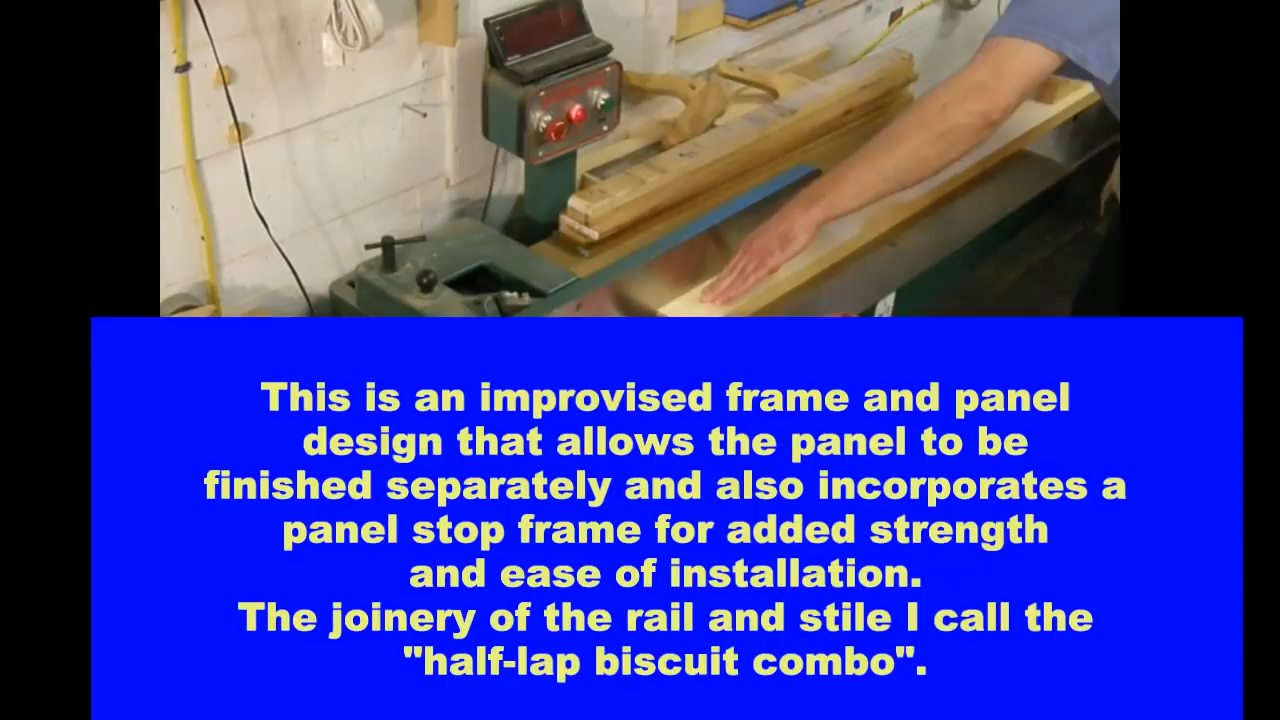 This is an improvised frame and panel
design that allows the panel to be
finished separately and also incorporates a
panel stop frame for added strength
and ease of installation.
The joinery of the rail and stile I call the
"half-lap biscuit combo".